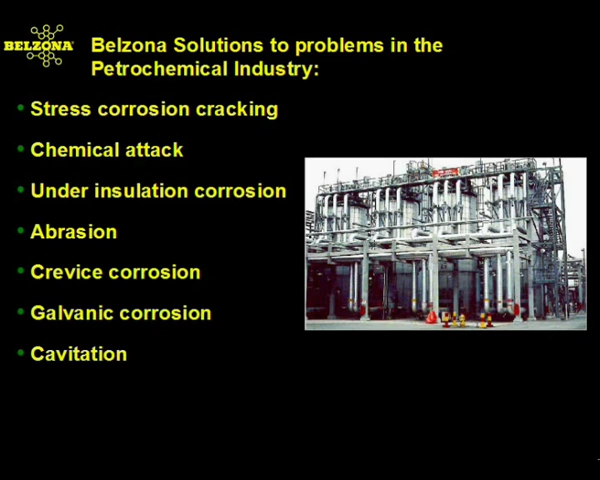 BELZONA
Belzona Solutions to problems in the
Petrochemical Industry:
• Stress corrosion cracking
• Chemical attack
• Under insulation corrosion
• Abrasion
• Crevice corrosion
• Galvanic corrosion
• Cavitation